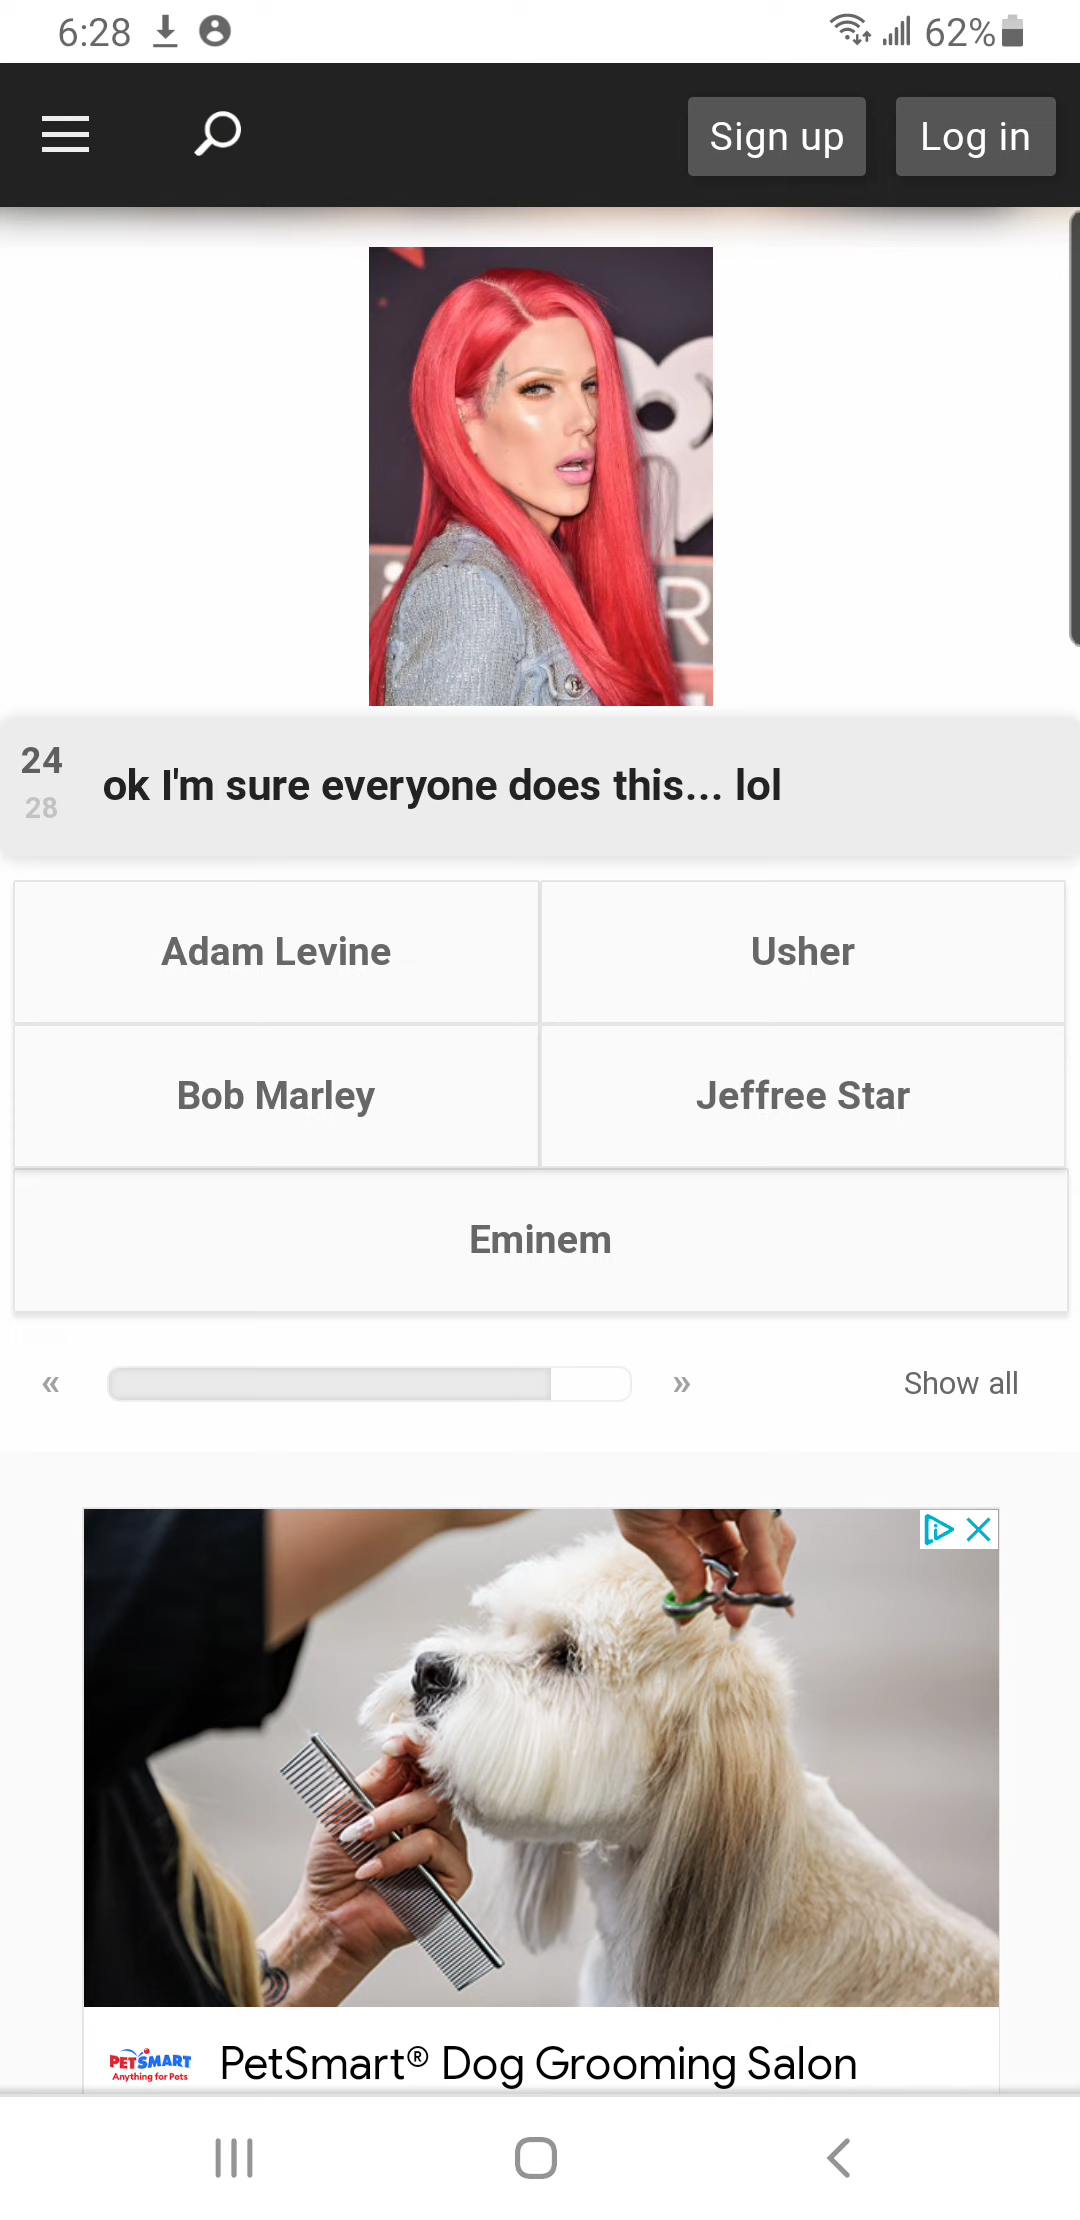 6:28 62%
Sign up Log in
R
24
28
ok I'm sure everyone does this... lol
Adam Levine Usher
Bob Marley Jeffree Star
Eminem
« » Show all
PETSMART
Anything for Pets
PetSmart® Dog Grooming Salon